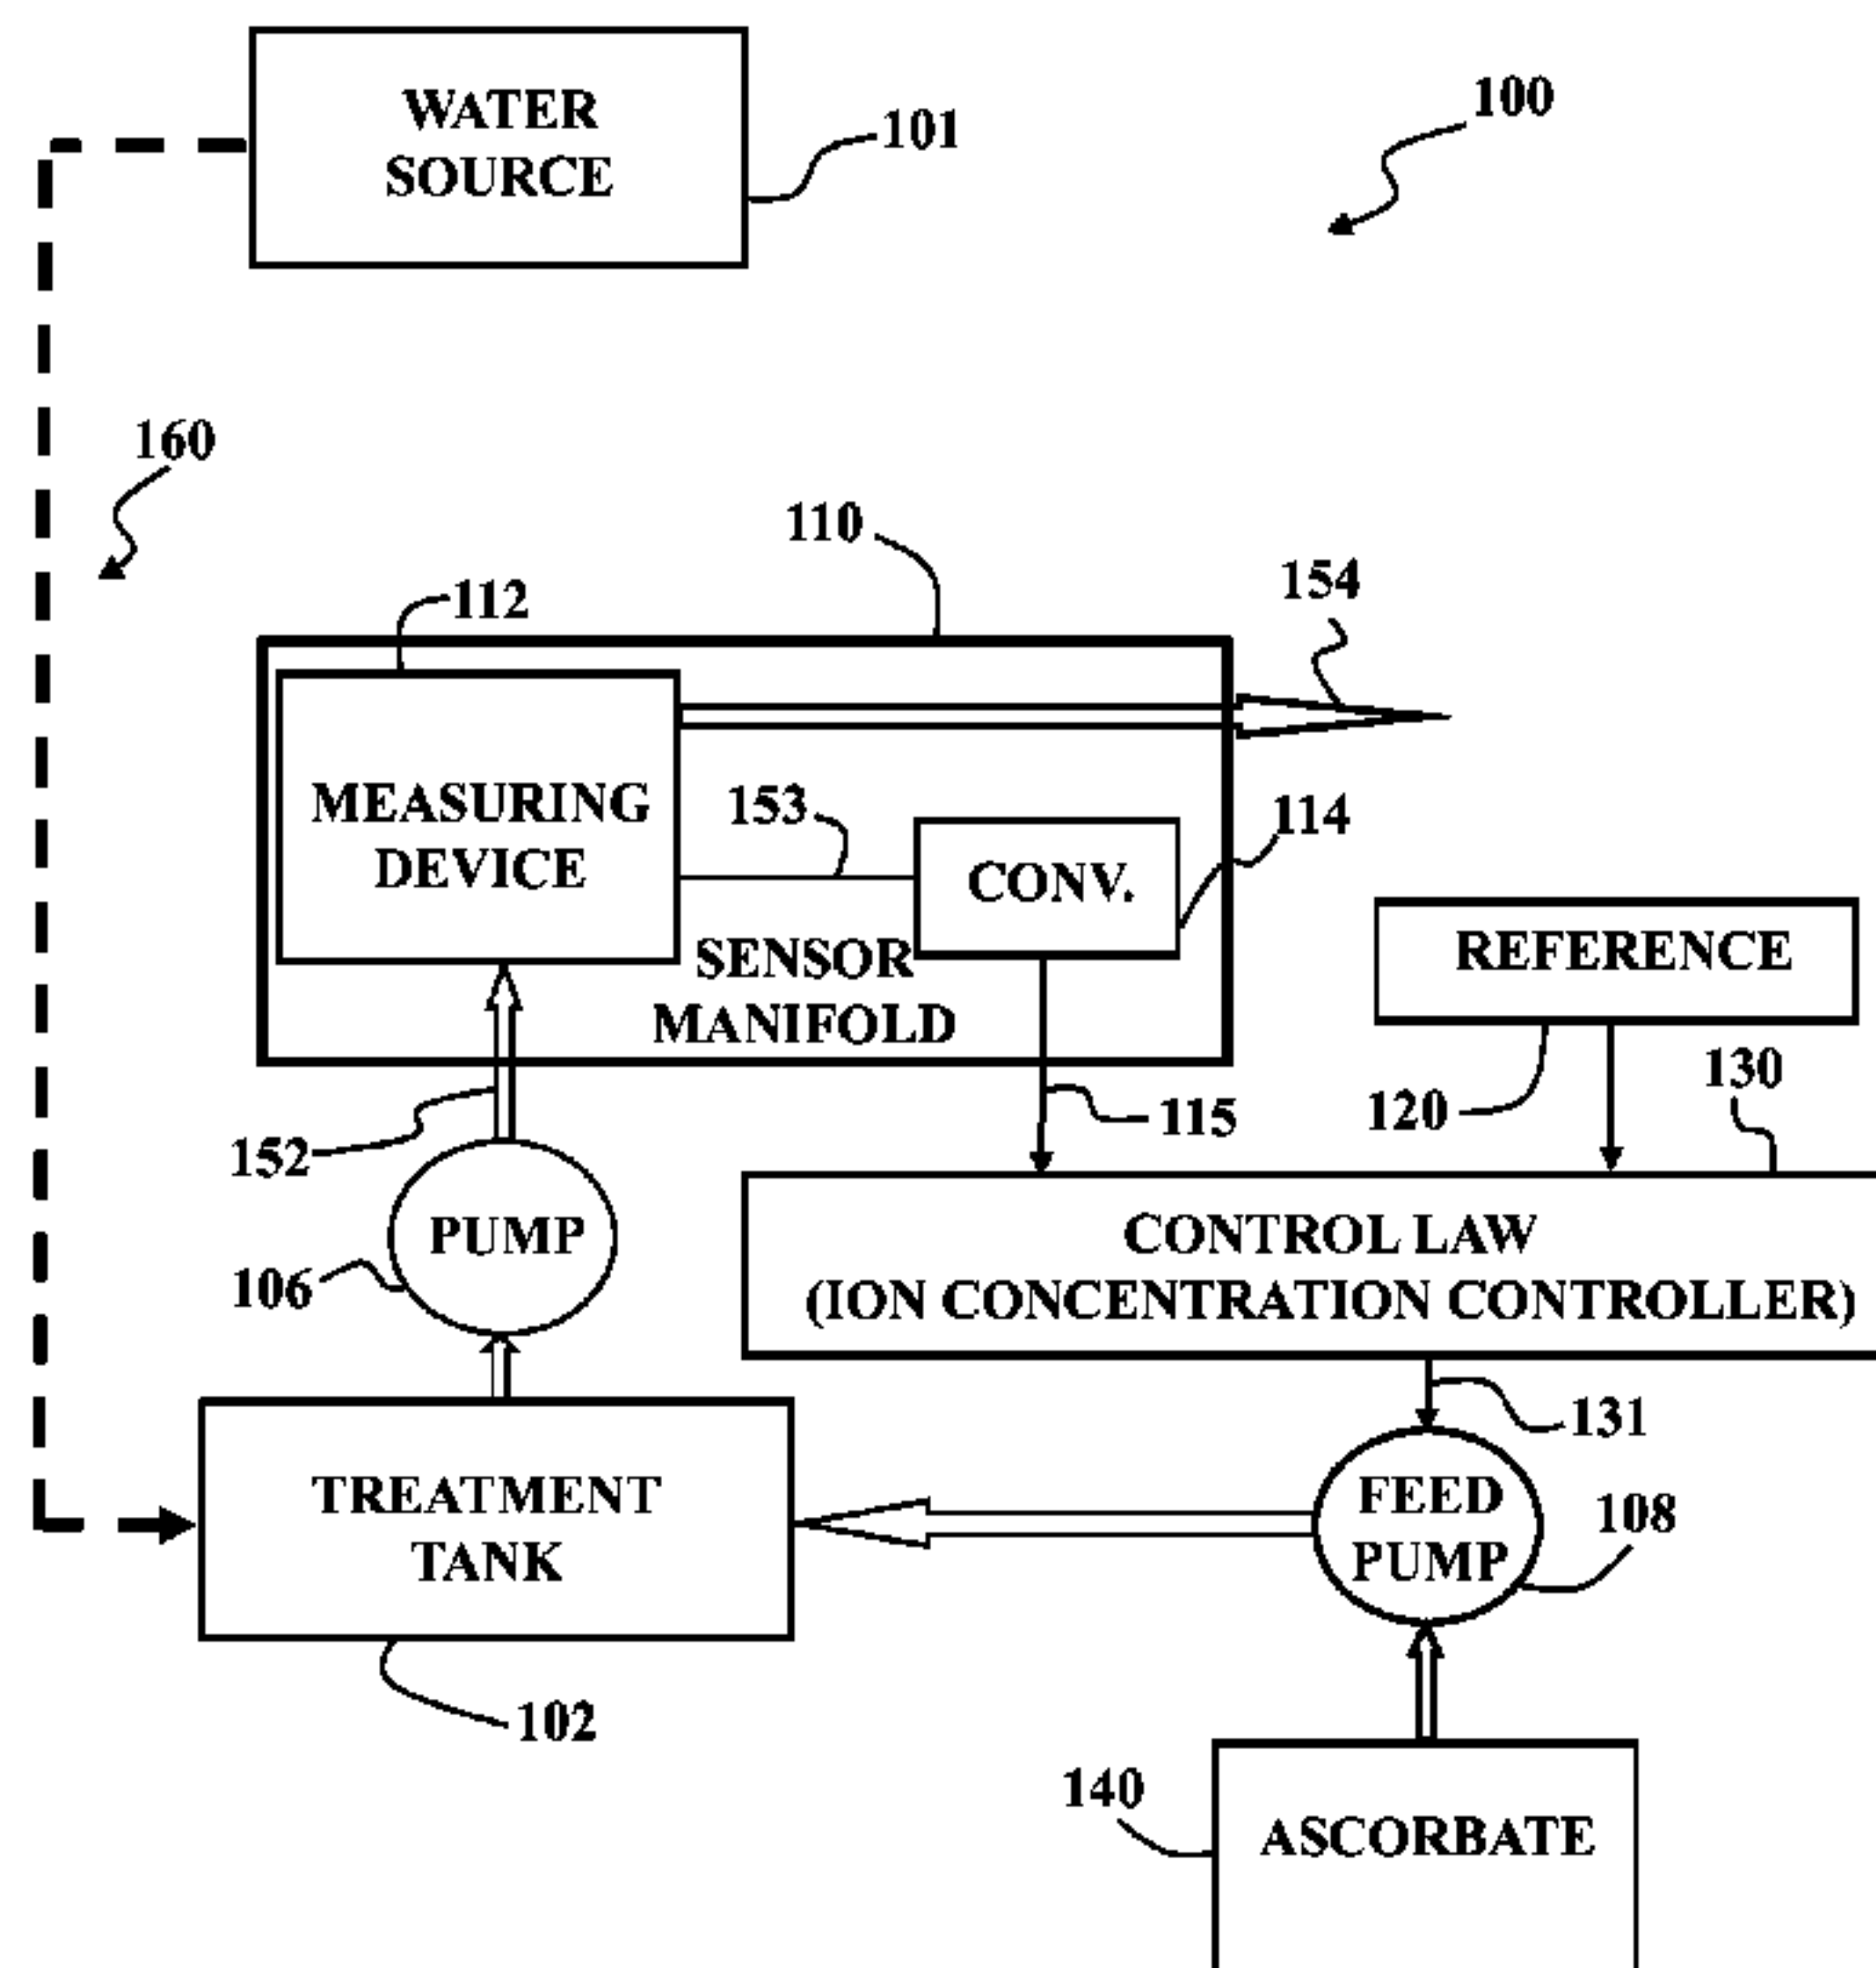 WATER
SOURCE
101
100
160
110
112
154
MEASURING
DEVICE
153
CONV.
114
SENSOR
MANIFOLD
REFERENCE
120
130
115
152
PUMP
106
CONTROL LAW
(ION CONCENTRATION CONTROLLER)
131
TREATMENT
TANK
FEED
PUMP
108
102
140
ASCORBATE